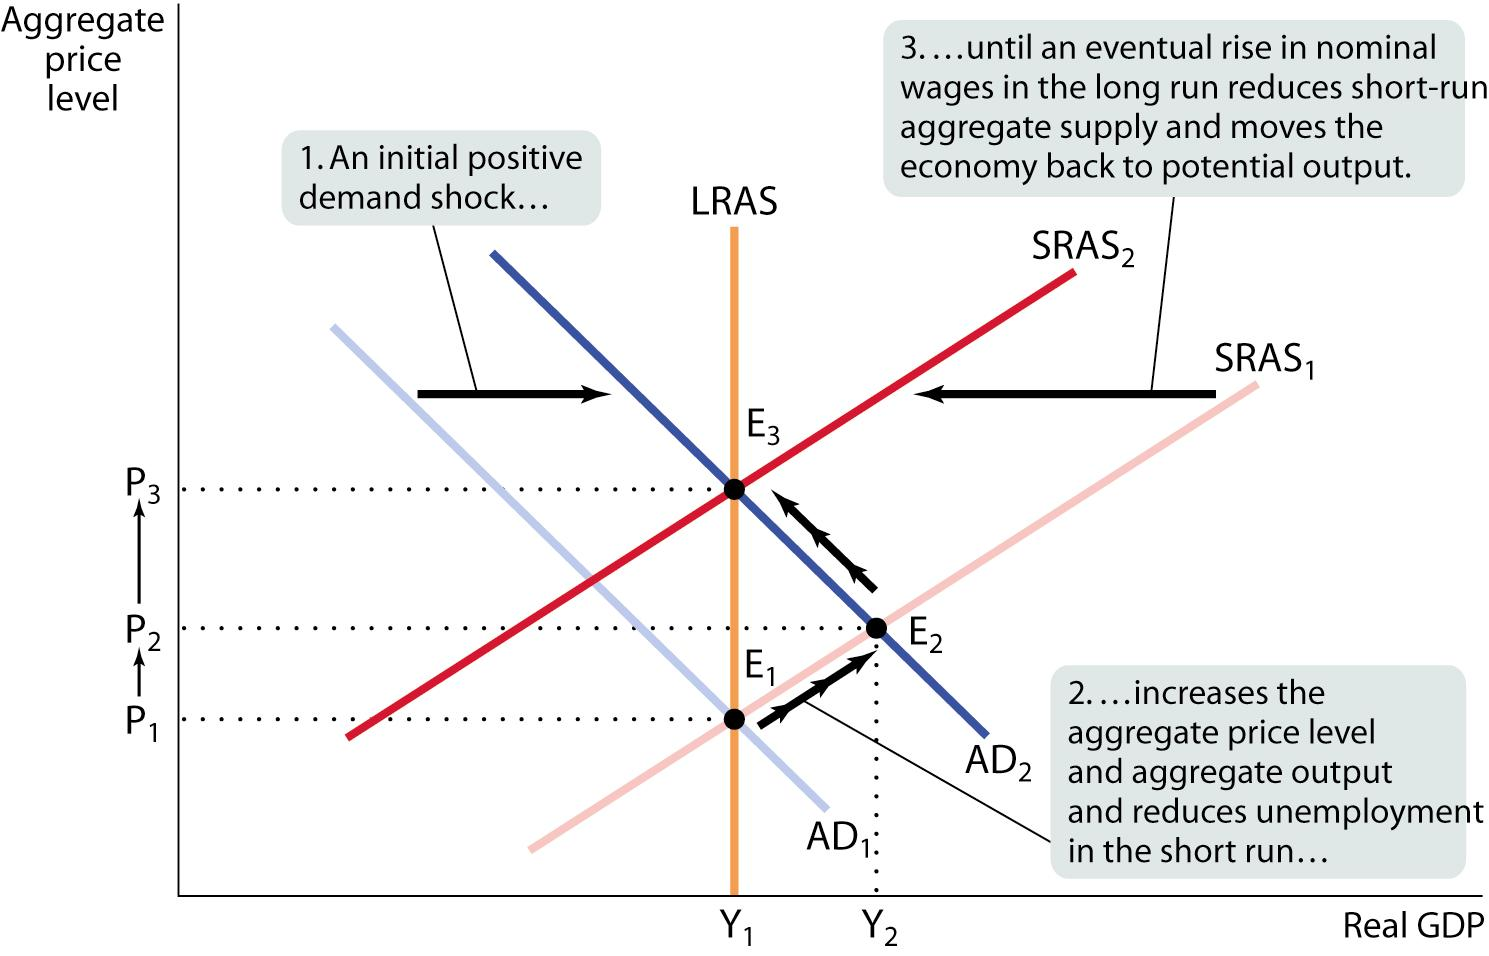 Aggregate
price
level
1. An initial positive
demand shock…
3. …until an eventual rise in nominal
wages in the long run reduces short-run
aggregate supply and moves the
economy back to potential output.
LRAS
SRAS₂
SRAS₁
E₃
P₃
P₂
E₂
E₁
P₁
2. …increases the
aggregate price level
and aggregate output
and reduces unemployment
in the short run…
AD₂
AD₁
Y₁
Y₂
Real GDP